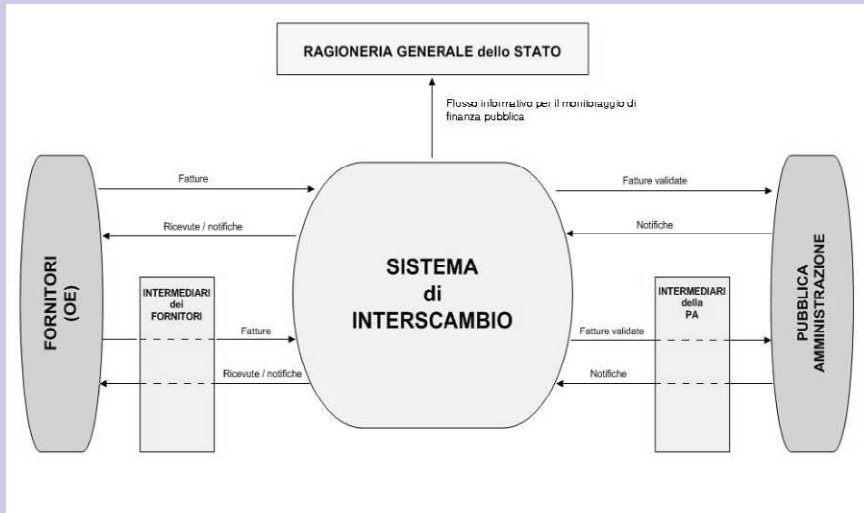 RAGIONERIA GENERALE dello STATO
Flusso informativo per il monitoraggio di
finanza pubblica
FORNITORI
(OE)
Fatture
Ricevute / notifiche
INTERMEDIARI
dei
FORNITORI
Fatture
Ricevute / notifiche
SISTEMA
di
INTERSCAMBIO
Fatture validate
Notifiche
INTERMEDIARI
della
PA
Fatture validate
Notifiche
PUBBLICA
AMMINISTRAZIONE